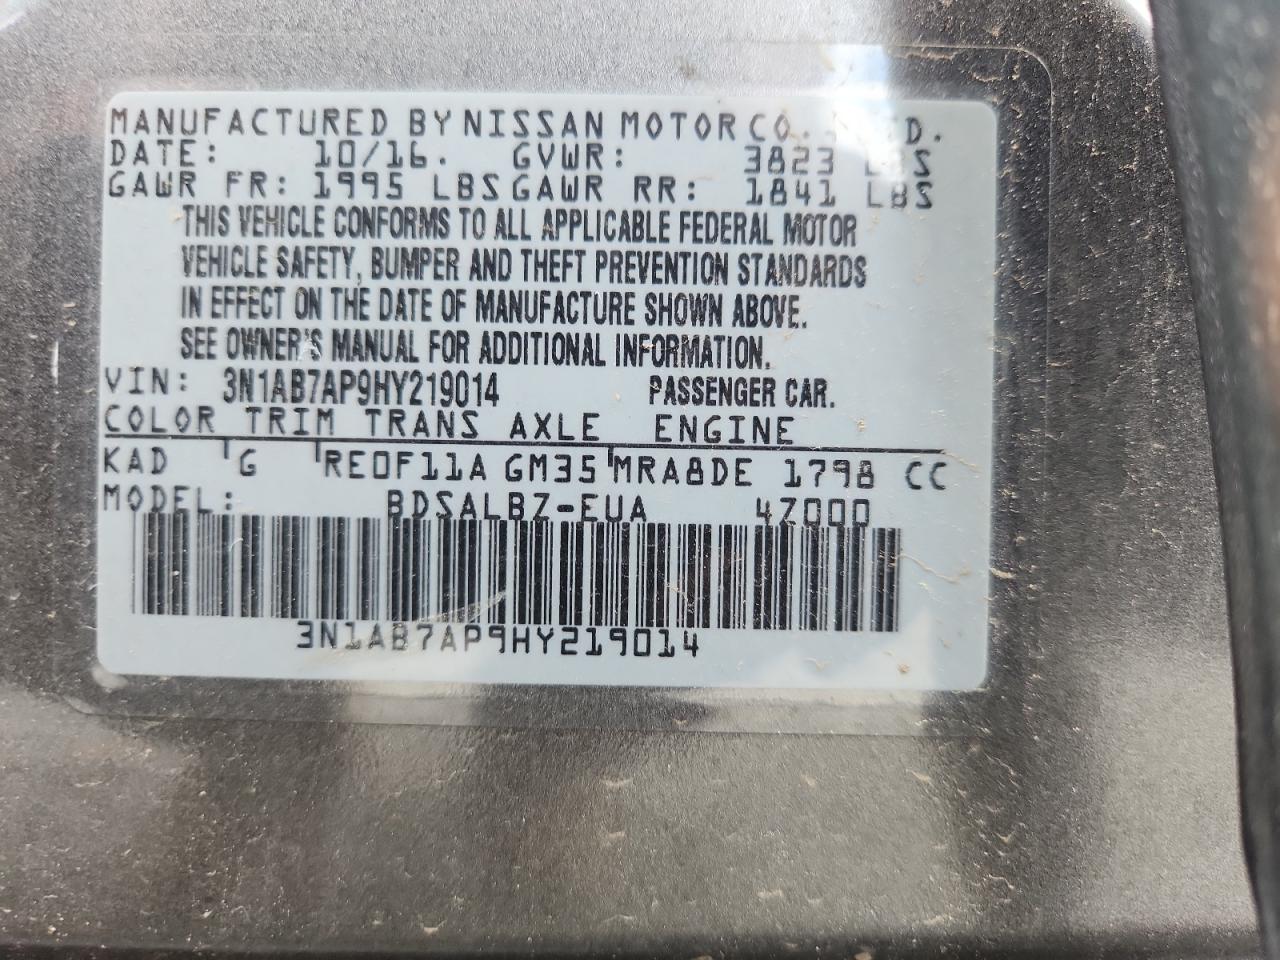 MANUFACTURED BY NISSAN MOTOR CO.
DATE: 10/16. GVWR: 3823 LBS
GAWR FR: 1995 LBS GAWR RR: 1841 LBS
THIS VEHICLE CONFORMS TO ALL APPLICABLE FEDERAL MOTOR
VEHICLE SAFETY, BUMPER AND THEFT PREVENTION STANDARDS
IN EFFECT ON THE DATE OF MANUFACTURE SHOWN ABOVE.
SEE OWNER'S MANUAL FOR ADDITIONAL INFORMATION.
VIN: 3N1AB7AP9HY219014 PASSENGER CAR.
COLOR TRIM TRANS AXLE ENGINE
KAD G RE0F11A GM35 MRA8DE 1798 CC
MODEL: BDSALBZ-EUA 4Z000
3N1AB7AP9HY219014